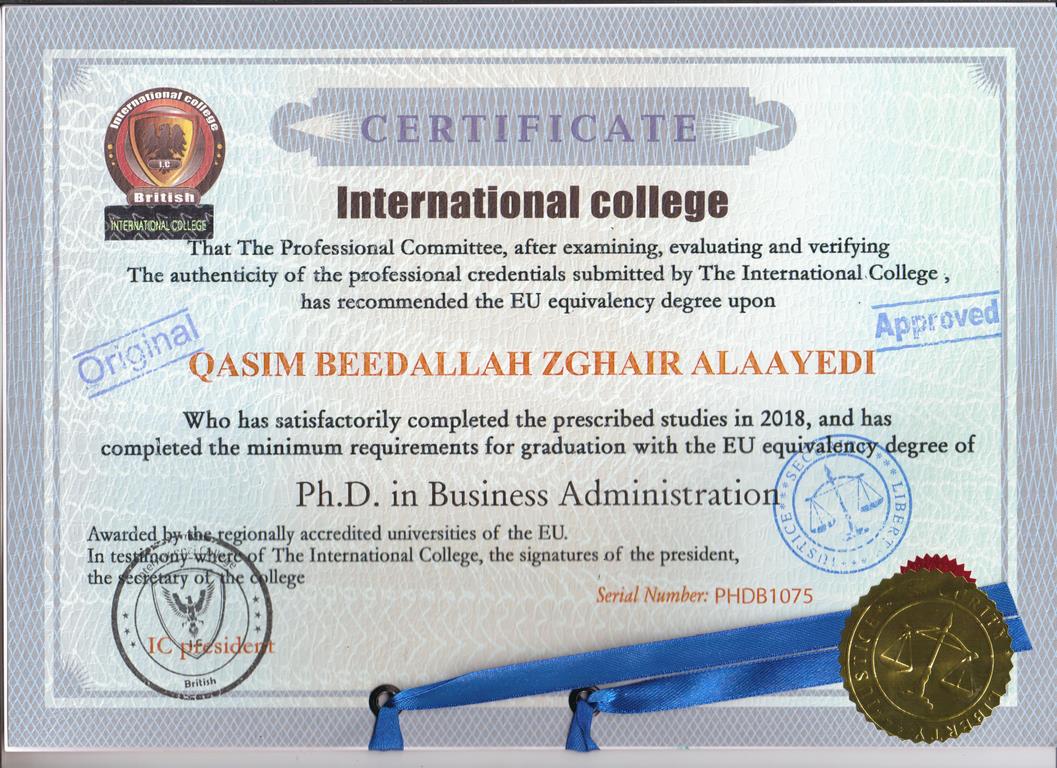 International college
I.C
British
INTERNATIONAL COLLEGE
CERTIFICATE
International college
That The Professional Committee, after examining, evaluating and verifying
The authenticity of the professional credentials submitted by The International College ,
has recommended the EU equivalency degree upon
Original
Approved
QASIM BEEDALLAH ZGHAIR ALAAYEDI
Who has satisfactorily completed the prescribed studies in 2018, and has
completed the minimum requirements for graduation with the EU equivalency degree of
Ph.D. in Business Administration
JUSTICE SECURITY LIBERTY
Awarded by the regionally accredited universities of the EU.
In testimony where of The International College, the signatures of the president,
the secretary of the college
Serial Number: PHDB1075
IC president
International College
British
JUSTICE SECURITY LIBERTY